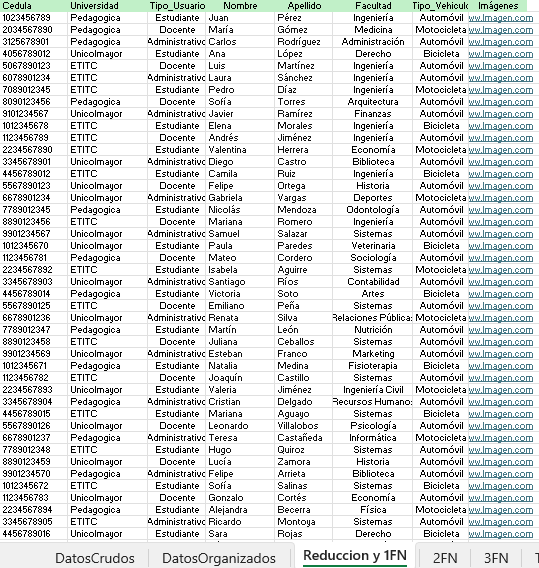 Cedula Universidad Tipo_Usuario Nombre Apellido Facultad Tipo_Vehicul Imágenes
1023456789 Pedagogica Estudiante Juan Pérez Ingeniería Automóvil ww.Imagen.com
2034567890 Pedagogica Docente María Gómez Medicina Motocicleta ww.Imagen.com
3125678901 Pedagogica Administrativo Carlos Rodríguez Administración Automóvil ww.Imagen.com
4056789012 Unicolmayor Estudiante Ana López Derecho Bicicleta ww.Imagen.com
5067890123 ETITC Docente Luis Martínez Ingeniería Automóvil ww.Imagen.com
6078901234 ETITC Administrativo Laura Sánchez Ingeniería Automóvil ww.Imagen.com
7089012345 ETITC Estudiante Pedro Díaz Ingeniería Motocicleta ww.Imagen.com
8090123456 Pedagogica Docente Sofía Torres Arquitectura Automóvil ww.Imagen.com
9101234567 Unicolmayor Administrativo Javier Ramírez Finanzas Automóvil ww.Imagen.com
1012345678 ETITC Estudiante Elena Morales Ingeniería Bicicleta ww.Imagen.com
1123456789 ETITC Docente Andrés Jiménez Ingeniería Automóvil ww.Imagen.com
2234567890 ETITC Administrativo Valentina Herrera Economía Motocicleta ww.Imagen.com
3345678901 Unicolmayor Administrativo Diego Castro Biblioteca Automóvil ww.Imagen.com
4456789012 ETITC Estudiante Camila Ruiz Ingeniería Bicicleta ww.Imagen.com
5567890123 ETITC Docente Felipe Ortega Historia Automóvil ww.Imagen.com
6678901234 Unicolmayor Administrativo Gabriela Vargas Deportes Motocicleta ww.Imagen.com
7789012345 Pedagogica Estudiante Nicolás Mendoza Odontología Automóvil ww.Imagen.com
8890123456 ETITC Docente Mariana Romero Ingeniería Automóvil ww.Imagen.com
9901234567 Unicolmayor Administrativo Samuel Salazar Sistemas Automóvil ww.Imagen.com
1012345670 Unicolmayor Estudiante Paula Paredes Veterinaria Bicicleta ww.Imagen.com
1123456781 Pedagogica Docente Mateo Cordero Sociología Automóvil ww.Imagen.com
2234567892 ETITC Estudiante Isabela Aguirre Sistemas Motocicleta ww.Imagen.com
3345678903 Unicolmayor Administrativo Santiago Ríos Contabilidad Automóvil ww.Imagen.com
4456789014 Pedagogica Estudiante Victoria Soto Artes Bicicleta ww.Imagen.com
5567890125 ETITC Docente Emiliano Peña Sistemas Automóvil ww.Imagen.com
6678901236 Unicolmayor Administrativo Renata Silva Relaciones Pública: Motocicleta ww.Imagen.com
7789012347 Pedagogica Estudiante Martín León Nutrición Automóvil ww.Imagen.com
8890123458 ETITC Docente Juliana Ceballos Sistemas Automóvil ww.Imagen.com
9901234569 Unicolmayor Administrativo Esteban Franco Marketing Automóvil ww.Imagen.com
1012345671 Pedagogica Estudiante Natalia Medina Fisioterapia Bicicleta ww.Imagen.com
1123456782 ETITC Docente Joaquín Castillo Sistemas Automóvil ww.Imagen.com
2234567893 Unicolmayor Estudiante Valeria Jiménez Ingeniería Civil Motocicleta ww.Imagen.com
3345678904 Pedagogica Administrativo Cristian Delgado Recursos Humano: Automóvil ww.Imagen.com
4456789015 ETITC Estudiante Mariana Aguayo Sistemas Bicicleta ww.Imagen.com
5567890126 Unicolmayor Docente Leonardo Villalobos Psicología Automóvil ww.Imagen.com
6678901237 Pedagogica Administrativo Teresa Castañeda Informática Motocicleta ww.Imagen.com
7789012348 ETITC Estudiante Hugo Quiroz Sistemas Automóvil ww.Imagen.com
8890123459 Unicolmayor Docente Lucía Zamora Historia Automóvil ww.Imagen.com
9901234570 Pedagogica Administrativo Felipe Arrieta Biblioteca Automóvil ww.Imagen.com
1012345672 ETITC Estudiante Sofía Salinas Sistemas Bicicleta ww.Imagen.com
1123456783 Unicolmayor Docente Gonzalo Cortés Economía Automóvil ww.Imagen.com
2234567894 Pedagogica Estudiante Alejandra Becerra Física Motocicleta ww.Imagen.com
3345678905 ETITC Administrativo Ricardo Montoya Sistemas Automóvil ww.Imagen.com
4456789016 Unicolmayor Estudiante Sara Rojas Derecho Bicicleta ww.Imagen.com
DatosCrudos DatosOrganizados Reduccion y 1FN 2FN 3FN